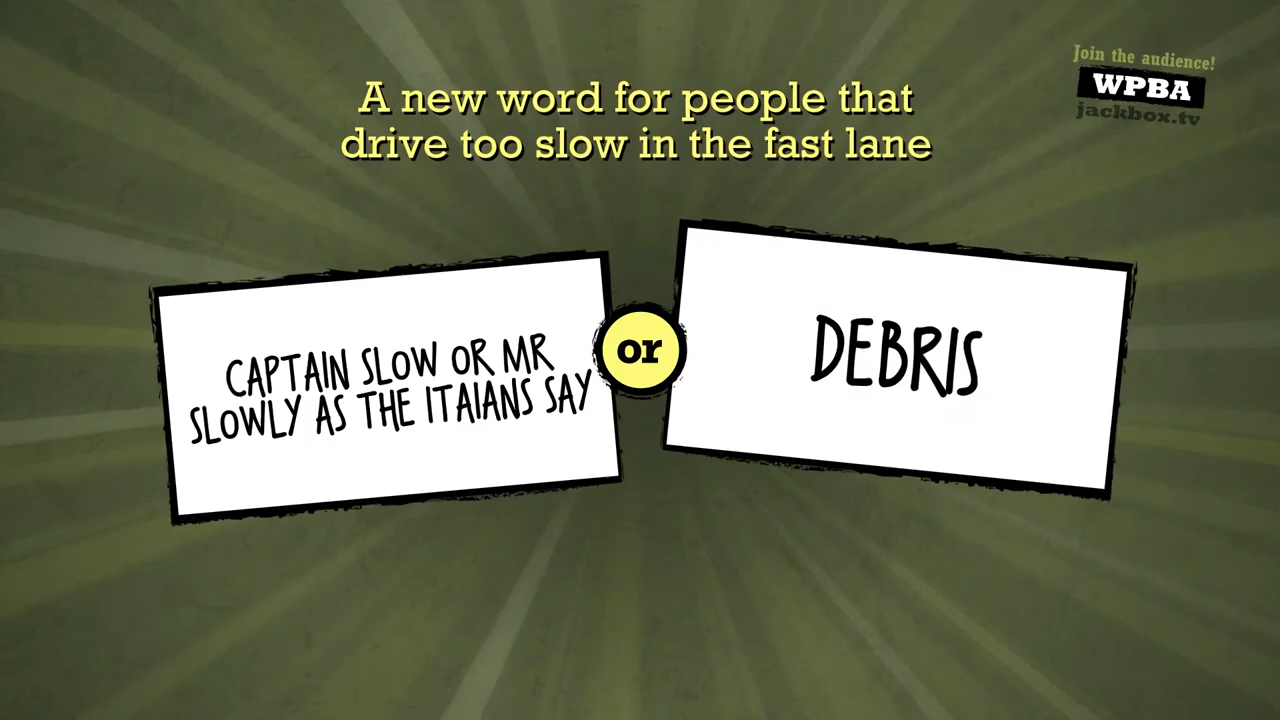 Join the audience!
WPBA
jackbox.tv
A new word for people that
drive too slow in the fast lane
CAPTAIN SLOW OR MR
SLOWLY AS THE ITAIANS SAY
or
DEBRIS